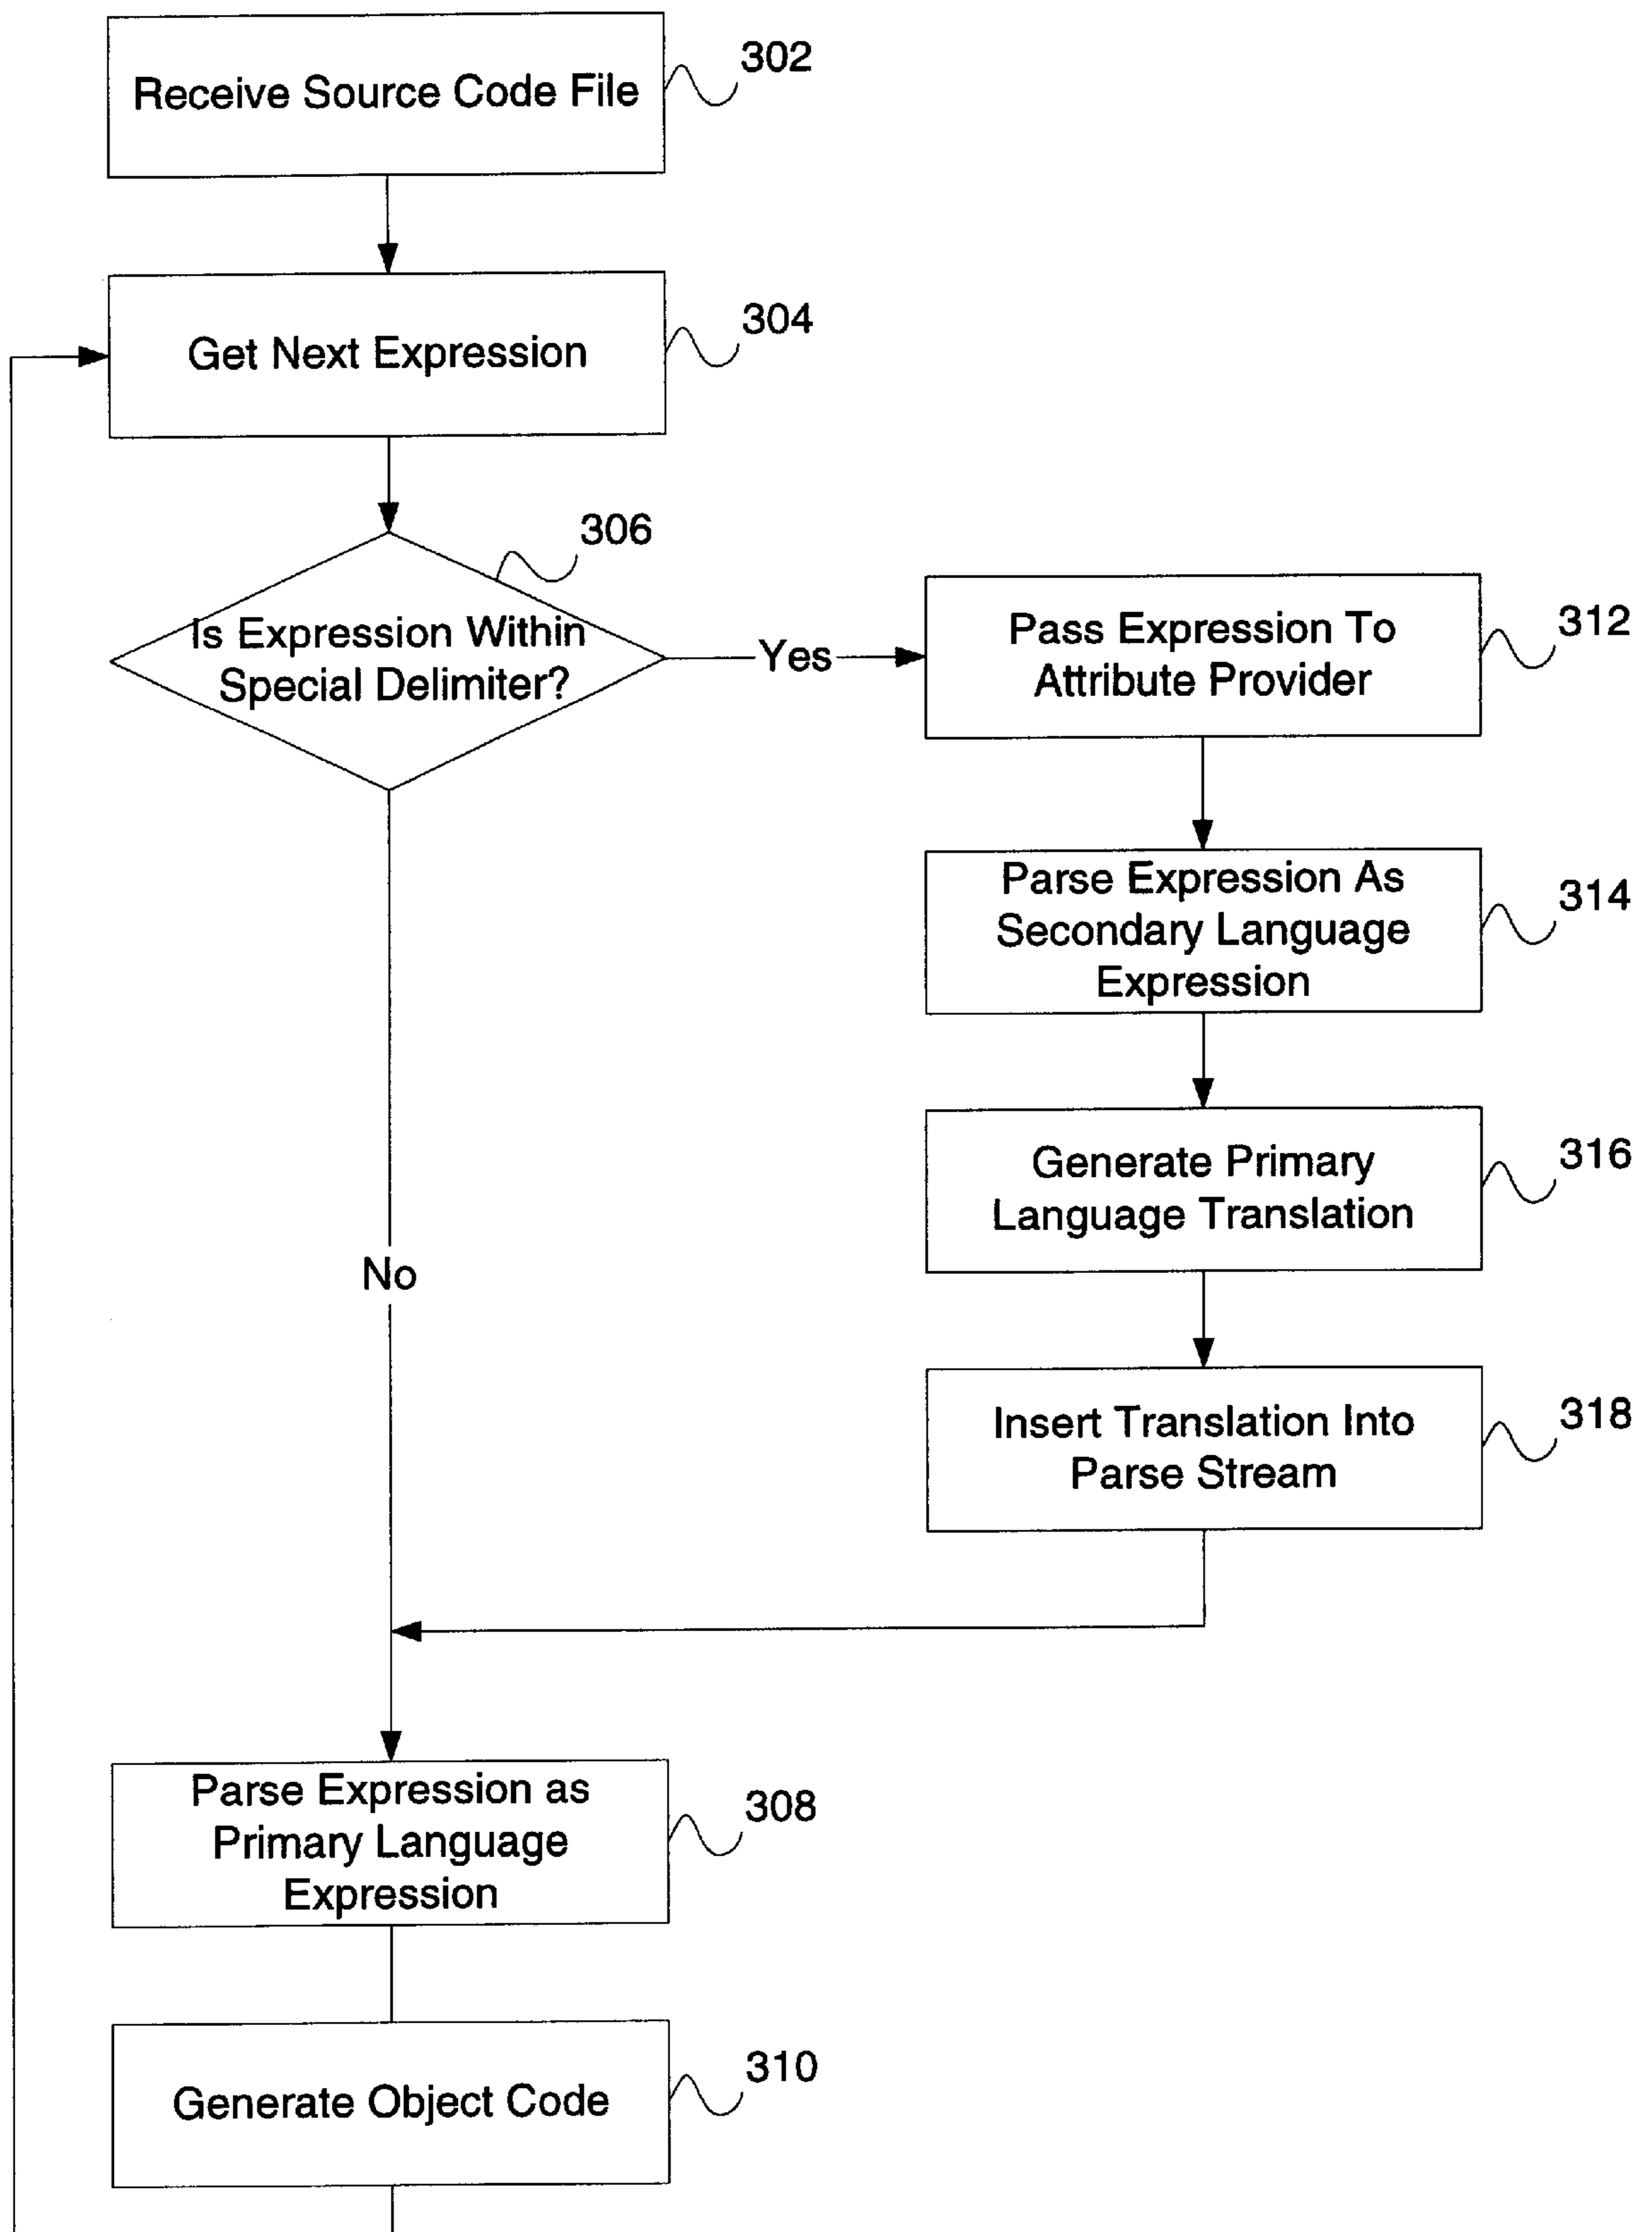 Receive Source Code File
302
Get Next Expression
304
306
Is Expression Within
Special Delimiter?
Yes
Pass Expression To
Attribute Provider
312
Parse Expression As
Secondary Language
Expression
314
Generate Primary
Language Translation
316
No
Insert Translation Into
Parse Stream
318
Parse Expression as
Primary Language
Expression
308
Generate Object Code
310